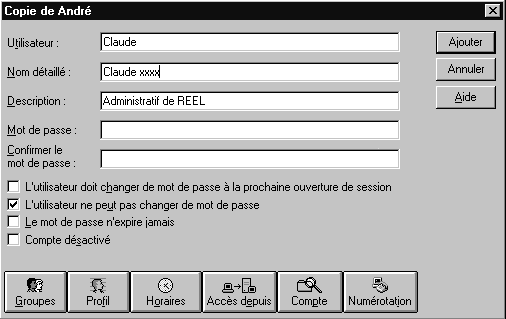 Copie de André
Utilisateur :
Claude
Ajouter
Nom détaillé :
Claude xxxx
Annuler
Description :
Administratif de REEL
Aide
Mot de passe :
Confirmer le
mot de passe :
L'utilisateur doit changer de mot de passe à la prochaine ouverture de session
L'utilisateur ne peut pas changer de mot de passe
Le mot de passe n'expire jamais
Compte désactivé
Groupes
Profil
Horaires
Accès depuis
Compte
Numérotation